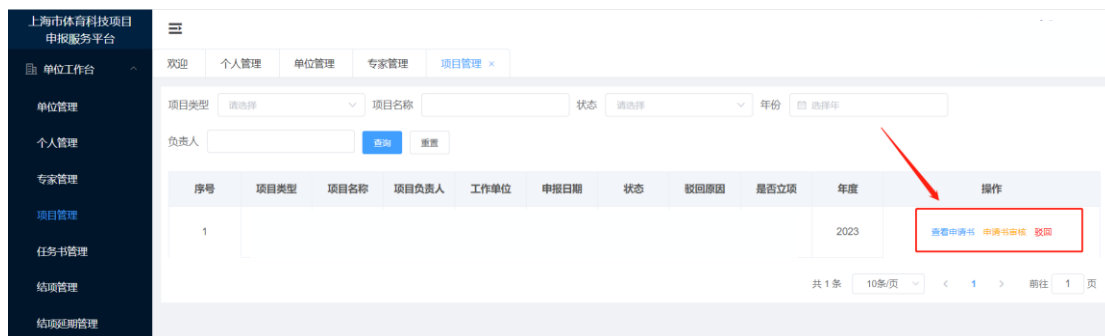 上海市体育科技项目
申报服务平台
单位工作台
单位管理
个人管理
专家管理
项目管理
任务书管理
结项管理
结项延期管理
欢迎 个人管理 单位管理 专家管理 项目管理 ×
项目类型 请选择 项目名称 状态 请选择 年份 选择年
负责人 查询 重置
序号 项目类型 项目名称 项目负责人 工作单位 申报日期 状态 驳回原因 是否立项 年度 操作
1 2023 查看申请书 申请书审核 驳回
共 1 条 10条/页 < 1 > 前往 1 页